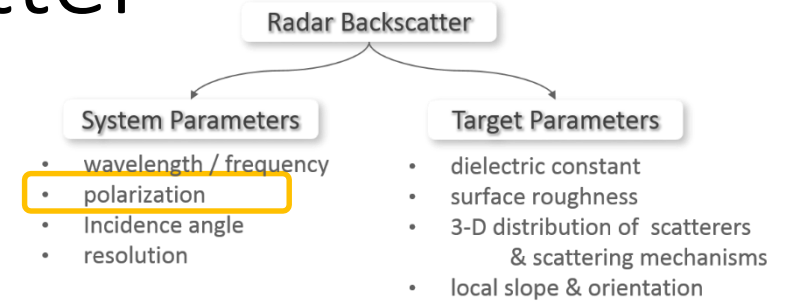 Radar Backscatter
System Parameters
• wavelength / frequency
• polarization
• Incidence angle
• resolution
Target Parameters
• dielectric constant
• surface roughness
• 3-D distribution of scatterers
& scattering mechanisms
• local slope & orientation